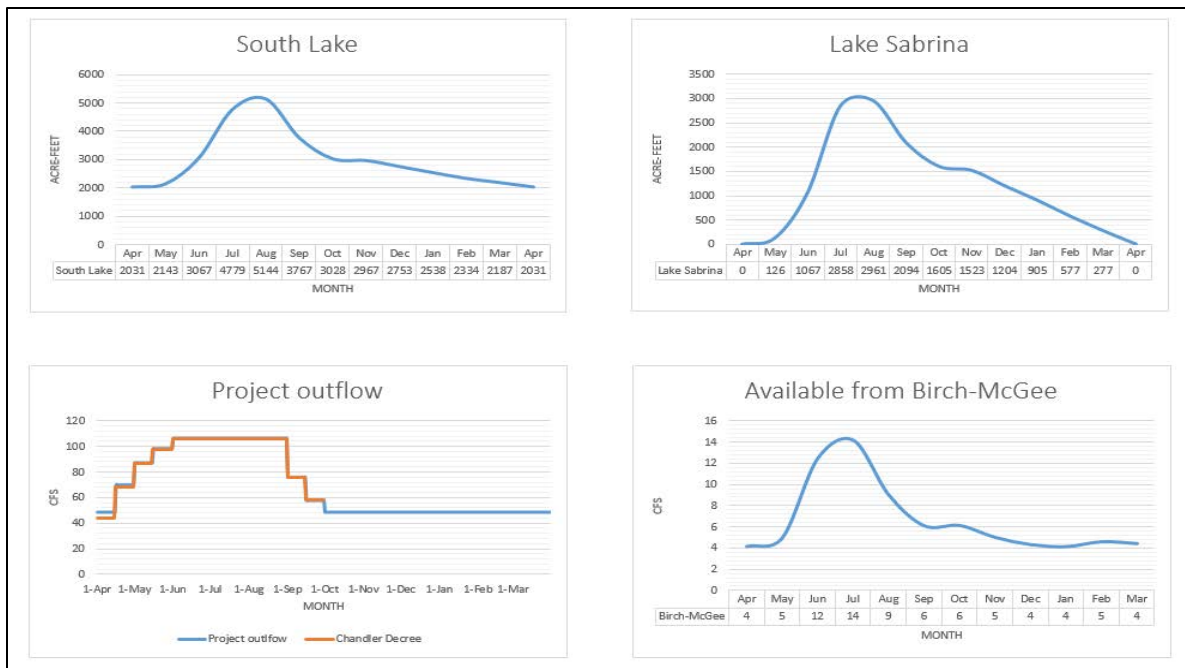 South Lake
6000
5000
4000
3000
2000
1000
0
ACRE-FEET
Apr May Jun Jul Aug Sep Oct Nov Dec Jan Feb Mar Apr
South Lake 2031 2143 3067 4779 5144 3767 3028 2967 2753 2538 2334 2187 2031
MONTH
Lake Sabrina
3500
3000
2500
2000
1500
1000
500
0
ACRE-FEET
Apr May Jun Jul Aug Sep Oct Nov Dec Jan Feb Mar Apr
Lake Sabrina 0 126 1067 2858 2961 2094 1605 1523 1204 905 577 277 0
MONTH
Project outflow
120
100
80
60
40
20
0
CFS
1-Apr 1-May 1-Jun 1-Jul 1-Aug 1-Sep 1-Oct 1-Nov 1-Dec 1-Jan 1-Feb 1-Mar
MONTH
Project outlfow Chandler Decree
Available from Birch-McGee
16
14
12
10
8
6
4
2
0
CFS
Apr May Jun Jul Aug Sep Oct Nov Dec Jan Feb Mar
Birch-McGee 4 5 12 14 9 6 6 5 4 4 5 4
MONTH